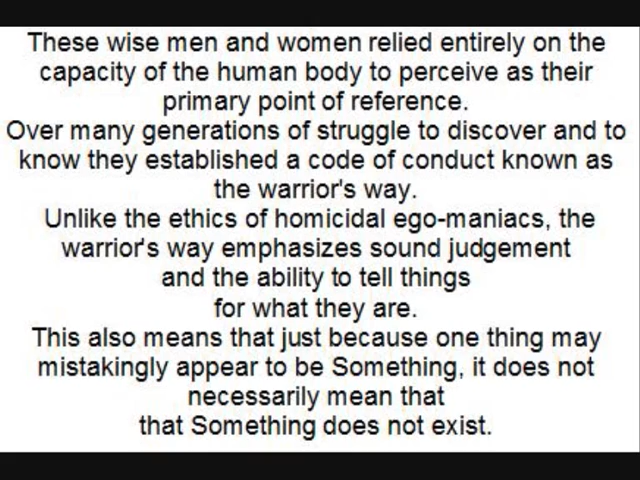 These wise men and women relied entirely on the
capacity of the human body to perceive as their
primary point of reference.
Over many generations of struggle to discover and to
know they established a code of conduct known as
the warrior's way.
Unlike the ethics of homicidal ego-maniacs, the
warrior's way emphasizes sound judgement
and the ability to tell things
for what they are.
This also means that just because one thing may
mistakingly appear to be Something, it does not
necessarily mean that
that Something does not exist.